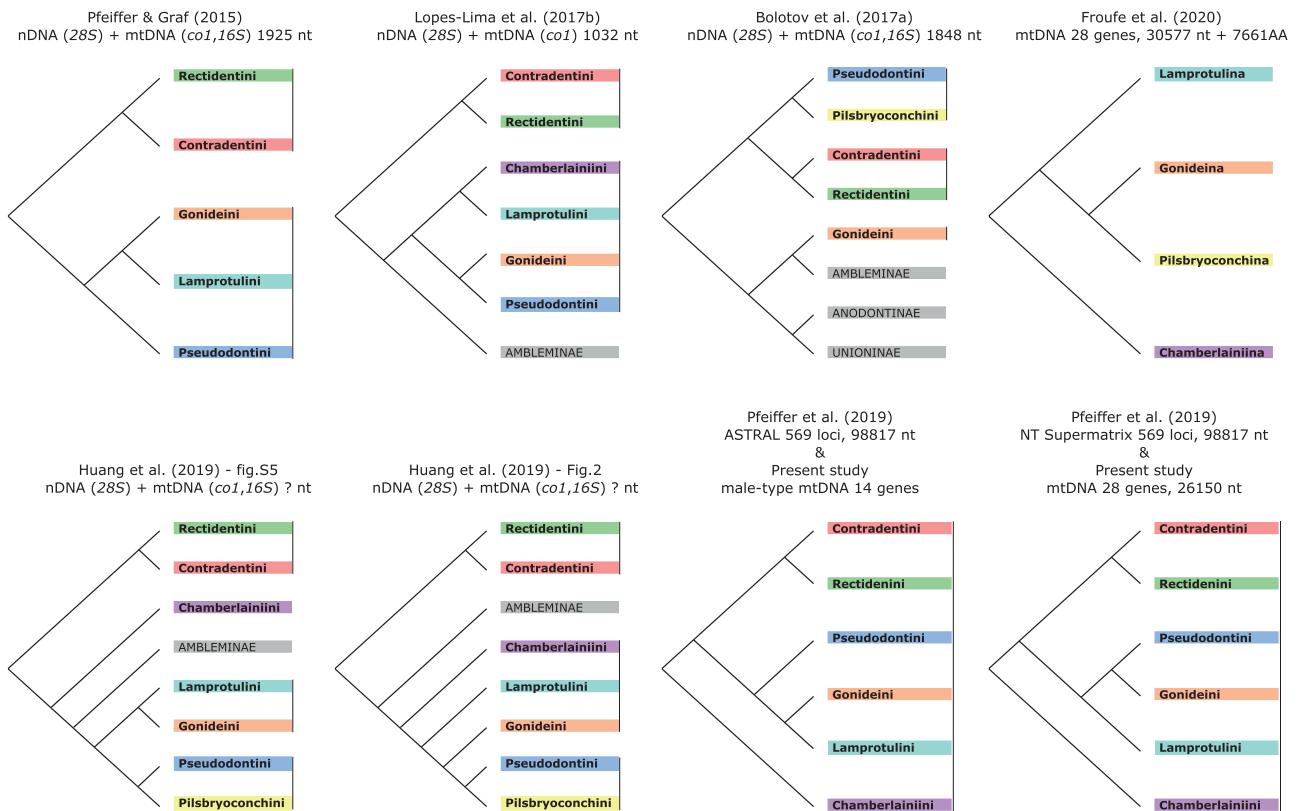 Pfeiffer & Graf (2015)
nDNA (28S) + mtDNA (co1,16S) 1925 nt
Rectidentini
Contradentini
Gonideini
Lamprotulini
Pseudodontini
Lopes-Lima et al. (2017b)
nDNA (28S) + mtDNA (co1) 1032 nt
Contradentini
Rectidentini
Chamberlainiini
Lamprotulini
Gonideini
Pseudodontini
AMBLEMINAE
Bolotov et al. (2017a)
nDNA (28S) + mtDNA (co1,16S) 1848 nt
Pseudodontini
Pilsbryoconchini
Contradentini
Rectidentini
Gonideini
AMBLEMINAE
ANODONTINAE
UNIONINAE
Froufe et al. (2020)
mtDNA 28 genes, 30577 nt + 7661AA
Lamprotulina
Gonideina
Pilsbryoconchina
Chamberlainiina
Huang et al. (2019) - fig.S5
nDNA (28S) + mtDNA (co1,16S) ? nt
Rectidentini
Contradentini
Chamberlainiini
AMBLEMINAE
Lamprotulini
Gonideini
Pseudodontini
Pilsbryoconchini
Huang et al. (2019) - Fig.2
nDNA (28S) + mtDNA (co1,16S) ? nt
Rectidentini
Contradentini
AMBLEMINAE
Chamberlainiini
Lamprotulini
Gonideini
Pseudodontini
Pilsbryoconchini
Pfeiffer et al. (2019)
ASTRAL 569 loci, 98817 nt
&
Present study
male-type mtDNA 14 genes
Contradentini
Rectidenini
Pseudodontini
Gonideini
Lamprotulini
Chamberlainiini
Pfeiffer et al. (2019)
NT Supermatrix 569 loci, 98817 nt
&
Present study
mtDNA 28 genes, 26150 nt
Contradentini
Rectidenini
Pseudodontini
Gonideini
Lamprotulini
Chamberlainiini